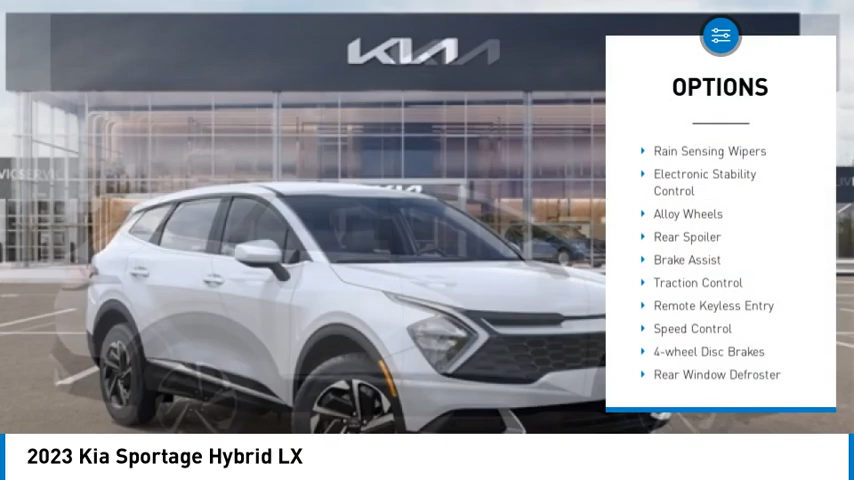 KIA
OPTIONS
Rain Sensing Wipers
Electronic Stability
Control
Alloy Wheels
Rear Spoiler
Brake Assist
Traction Control
Remote Keyless Entry
Speed Control
4-wheel Disc Brakes
Rear Window Defroster
2023 Kia Sportage Hybrid LX